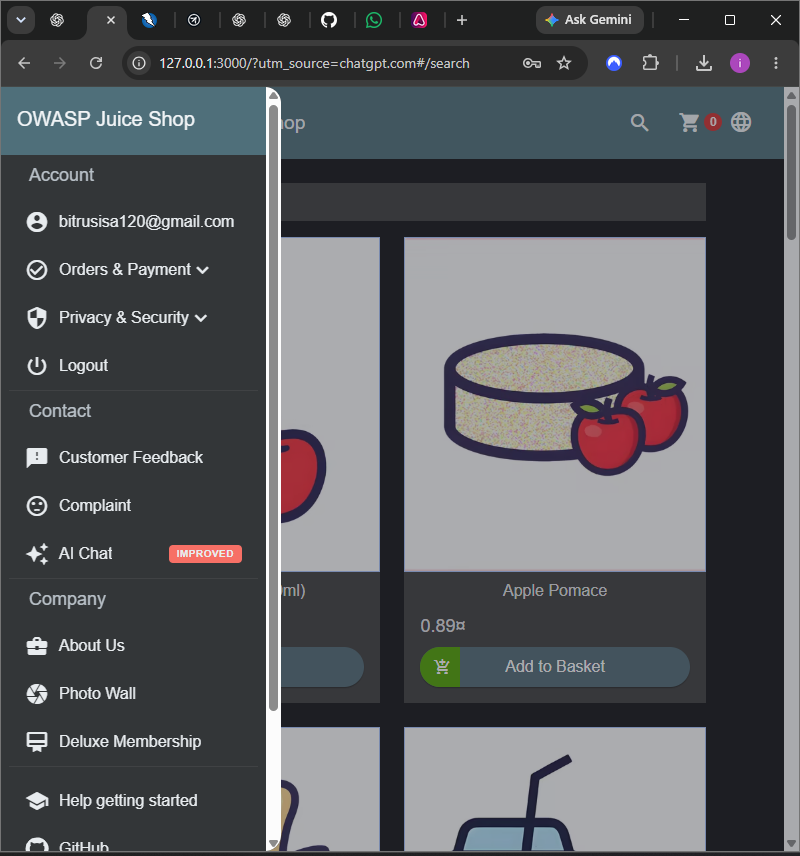 Ask Gemini
127.0.0.1:3000/?utm_source=chatgpt.com#/search
i
OWASP Juice Shop
hop
0
Account
bitrusisa120@gmail.com
Orders & Payment
Privacy & Security
Logout
Contact
Customer Feedback
Complaint
AI Chat
IMPROVED
Company
About Us
Photo Wall
Deluxe Membership
Help getting started
GitHub
ml)
Apple Pomace
0.89¤
Add to Basket